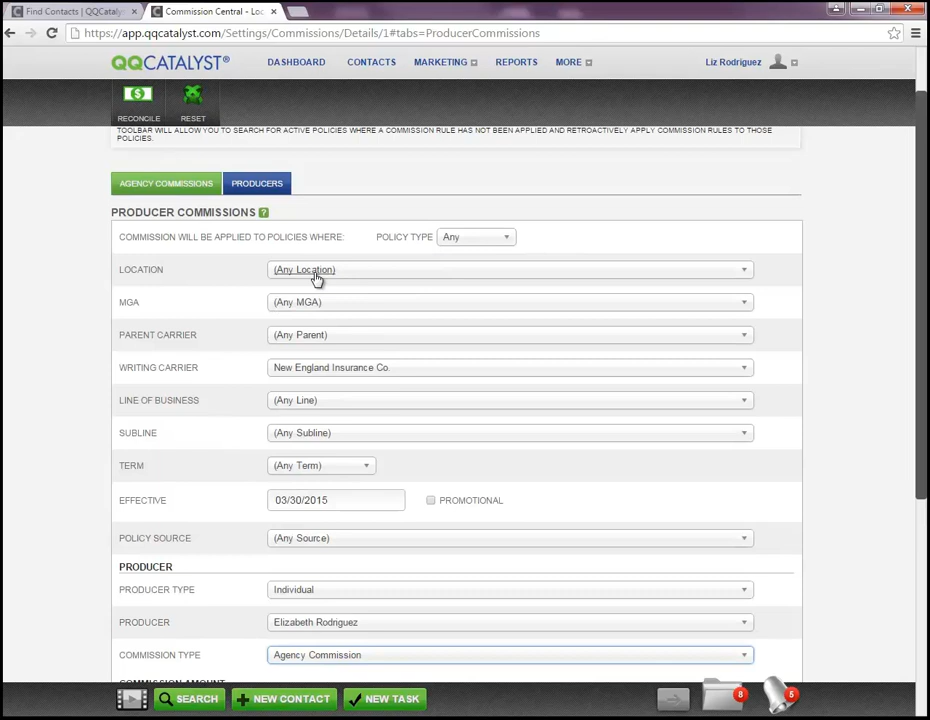 Find Contacts | QQCatalys
Commission Central - Loc
https://app.qqcatalyst.com/Settings/Commissions/Details/1#tabs=ProducerCommissions
QQCATALYST®
DASHBOARD
CONTACTS
MARKETING
REPORTS
MORE
Liz Rodriguez
RECONCILE
RESET
TOOLBAR WILL ALLOW YOU TO SEARCH FOR ACTIVE POLICIES WHERE A COMMISSION RULE HAS NOT BEEN APPLIED AND RETROACTIVELY APPLY COMMISSION RULES TO THOSE
POLICIES.
AGENCY COMMISSIONS
PRODUCERS
PRODUCER COMMISSIONS ?
COMMISSION WILL BE APPLIED TO POLICIES WHERE: POLICY TYPE Any
LOCATION (Any Location)
MGA (Any MGA)
PARENT CARRIER (Any Parent)
WRITING CARRIER New England Insurance Co.
LINE OF BUSINESS (Any Line)
SUBLINE (Any Subline)
TERM (Any Term)
EFFECTIVE 03/30/2015 PROMOTIONAL
POLICY SOURCE (Any Source)
PRODUCER
PRODUCER TYPE Individual
PRODUCER Elizabeth Rodriguez
COMMISSION TYPE Agency Commission
COMMISSION AMOUNT
SEARCH
NEW CONTACT
NEW TASK
8
5